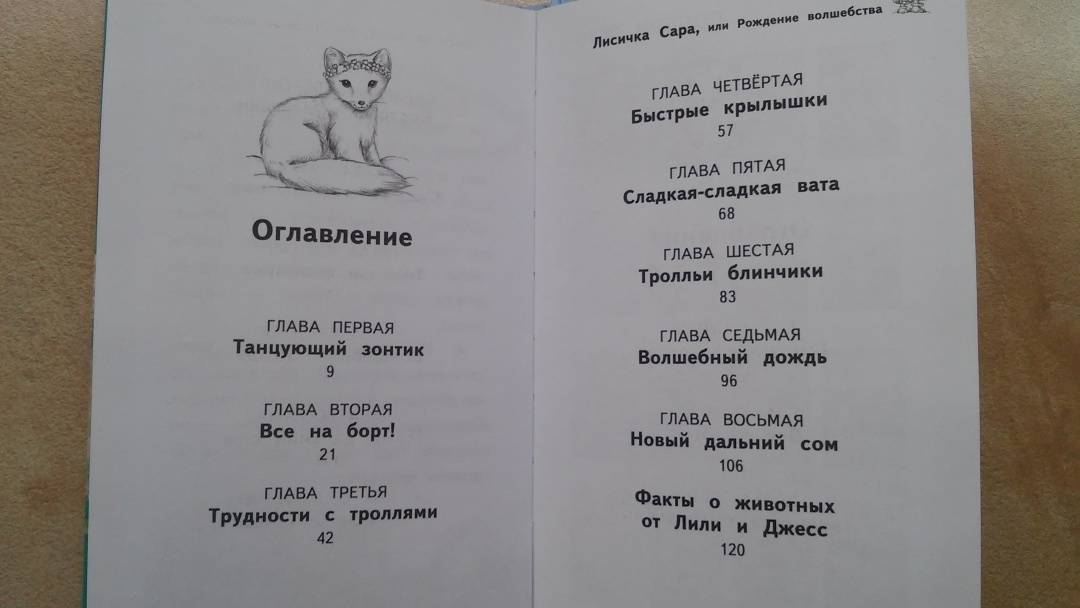 Оглавление
ГЛАВА ПЕРВАЯ
Танцующий зонтик
9
ГЛАВА ВТОРАЯ
Все на борт!
21
ГЛАВА ТРЕТЬЯ
Трудности с троллями
42
Лисичка Сара, или Рождение волшебства
ГЛАВА ЧЕТВЁРТАЯ
Быстрые крылышки
57
ГЛАВА ПЯТАЯ
Сладкая-сладкая вата
68
ГЛАВА ШЕСТАЯ
Тролльи блинчики
83
ГЛАВА СЕДЬМАЯ
Волшебный дождь
96
ГЛАВА ВОСЬМАЯ
Новый дальний сом
106
Факты о животных
от Лили и Джесс
120